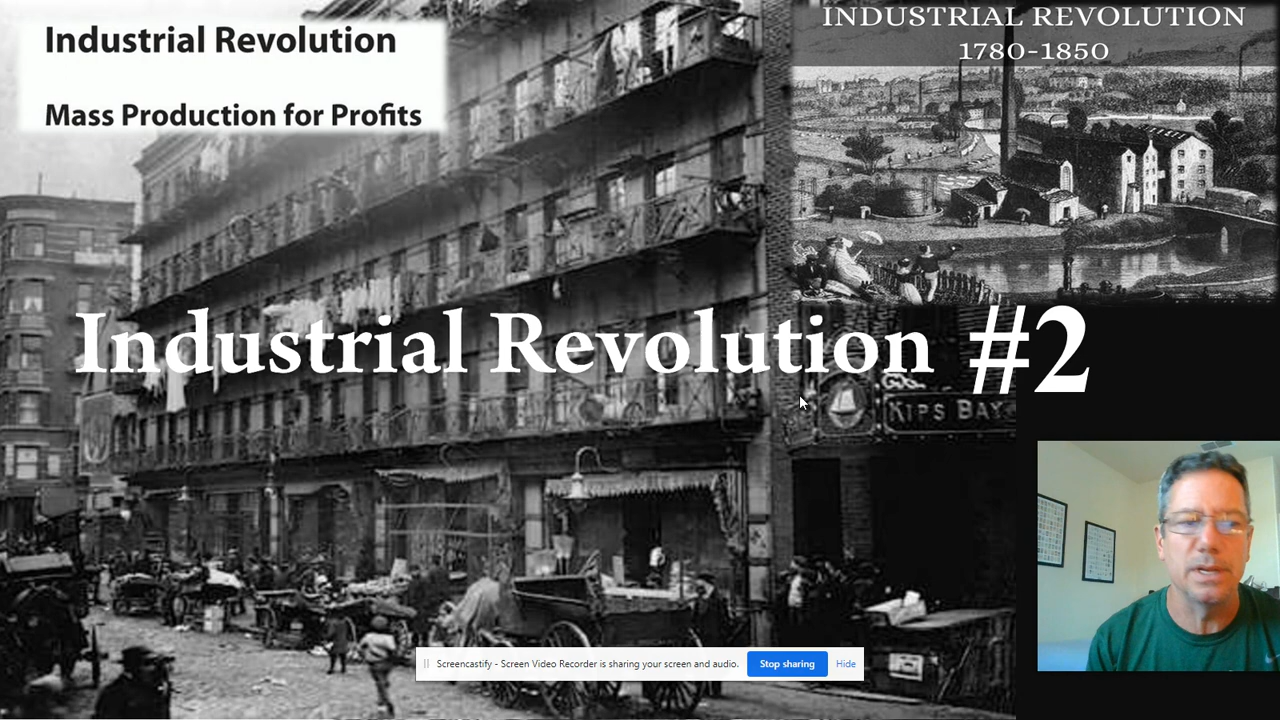 Industrial Revolution
Mass Production for Profits
INDUSTRIAL REVOLUTION
1780-1850
Industrial Revolution #2
KIPS BAY
Screencastify - Screen Video Recorder is sharing your screen and audio.
Stop sharing
Hide